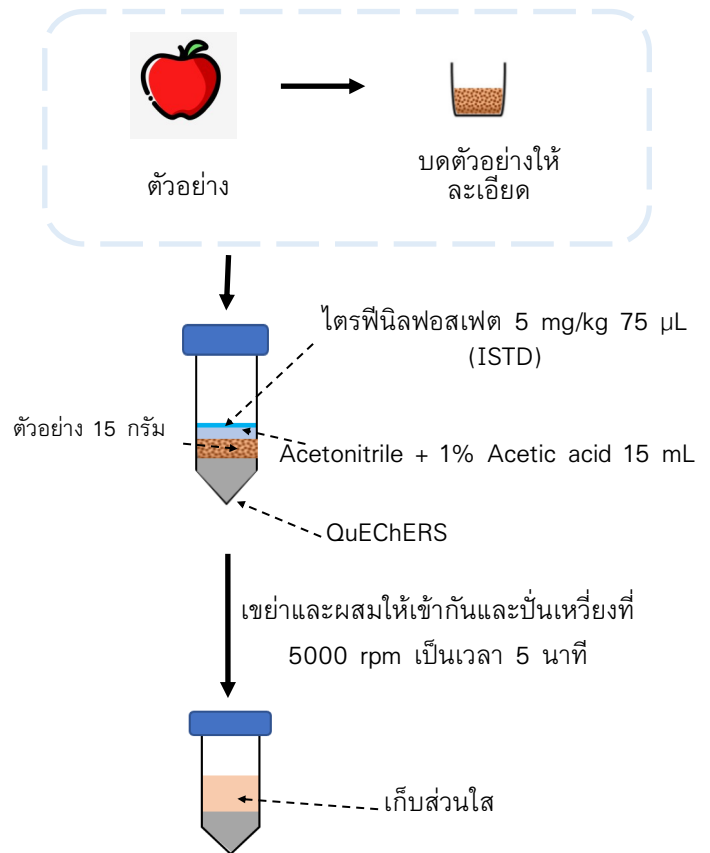 ตัวอย่าง
บดตัวอย่างให้
ละเอียด
ไตรฟีนิลฟอสเฟต 5 mg/kg 75 µL
(ISTD)
ตัวอย่าง 15 กรัม
Acetonitrile + 1% Acetic acid 15 mL
QuEChERS
เขย่าและผสมให้เข้ากันและปั่นเหวี่ยงที่
5000 rpm เป็นเวลา 5 นาที
เก็บส่วนใส